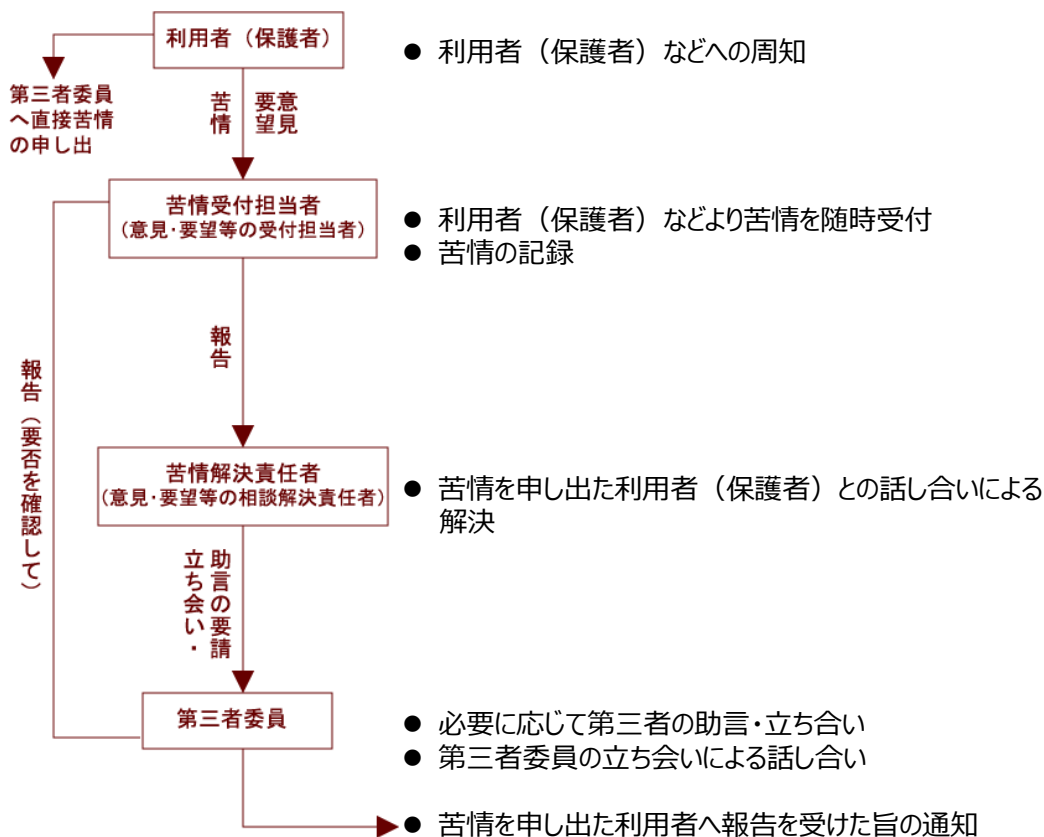 利用者（保護者）
● 利用者（保護者）などへの周知
第三者委員
へ直接苦情
の申し出
苦情
要望
意見
苦情受付担当者
（意見・要望等の受付担当者）
● 利用者（保護者）などより苦情を随時受付
● 苦情の記録
報告
報告（要否を確認して）
苦情解決責任者
（意見・要望等の相談解決責任者）
● 苦情を申し出た利用者（保護者）との話し合いによる
解決
立ち会い・
助言の要請
第三者委員
● 必要に応じて第三者の助言・立ち合い
● 第三者委員の立ち会いによる話し合い
● 苦情を申し出た利用者へ報告を受けた旨の通知